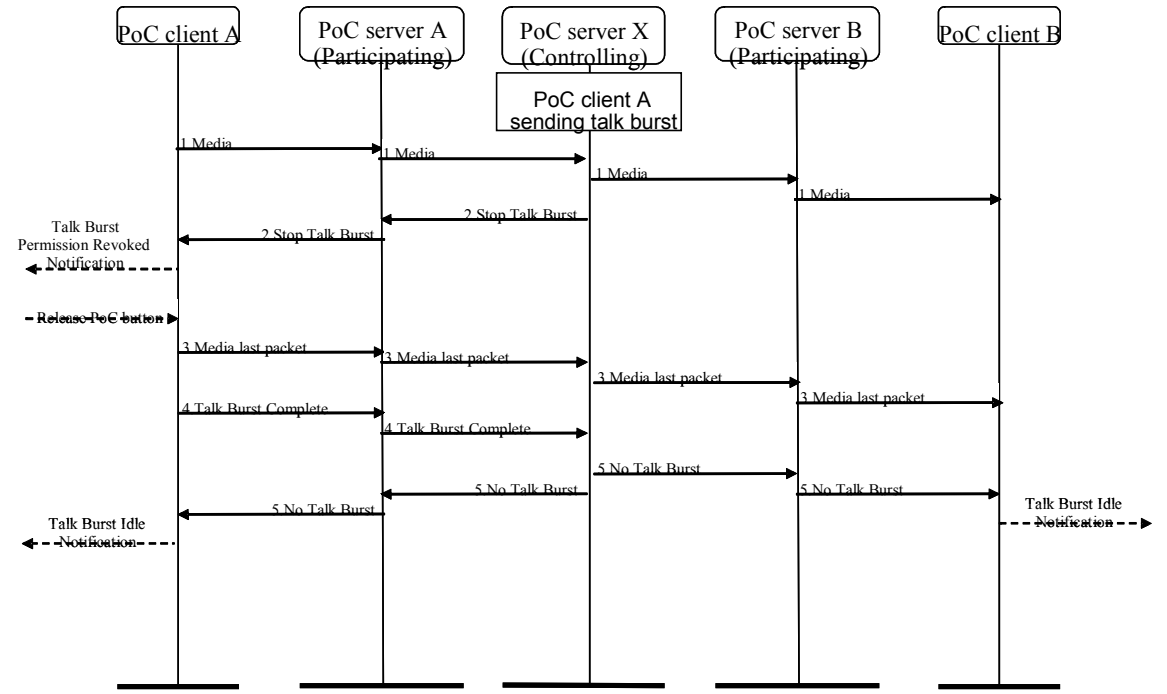 PoC client A
PoC server A
(Participating)
PoC server X
(Controlling)
PoC server B
(Participating)
PoC client B
PoC client A
sending talk burst
1 Media
1 Media
1 Media
1 Media
2 Stop Talk Burst
2 Stop Talk Burst
Talk Burst
Permission Revoked
Notification
Release PoC button
3 Media last packet
3 Media last packet
3 Media last packet
3 Media last packet
4 Talk Burst Complete
4 Talk Burst Complete
5 No Talk Burst
5 No Talk Burst
5 No Talk Burst
5 No Talk Burst
Talk Burst Idle
Notification
Talk Burst Idle
Notification